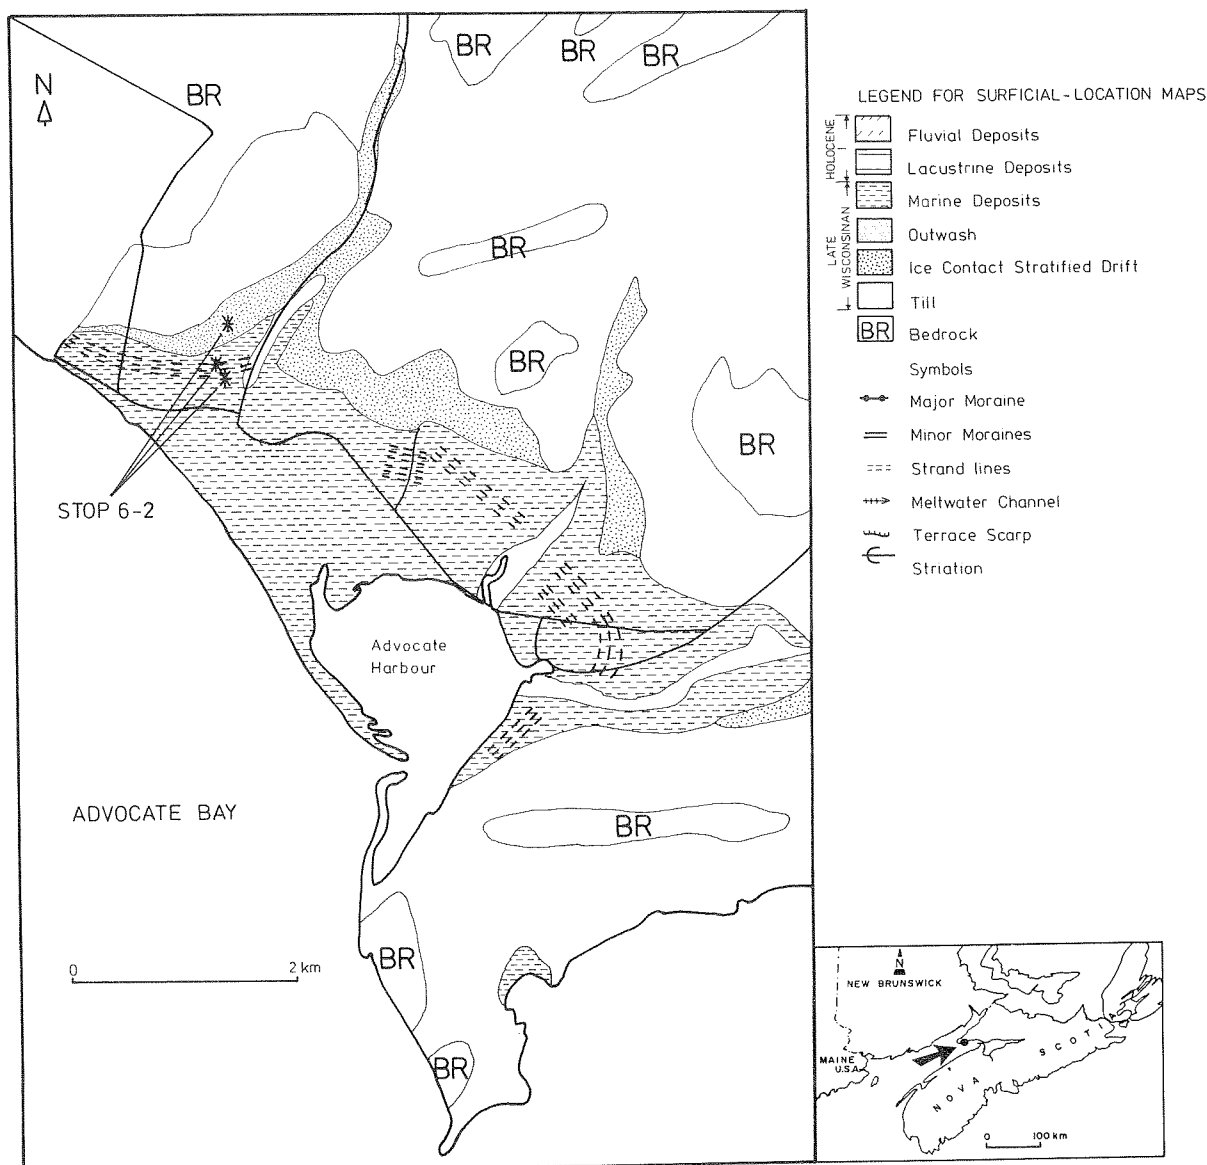 N
BR
BR
BR
BR
BR
BR
BR
STOP 6-2
Advocate
Harbour
ADVOCATE BAY
BR
BR
BR
0 2 km
LEGEND FOR SURFICIAL-LOCATION MAPS
HOLOCENE
LATE
WISCONSINAN
Fluvial Deposits
Lacustrine Deposits
Marine Deposits
Outwash
Ice Contact Stratified Drift
Till
BR Bedrock
Symbols
Major Moraine
Minor Moraines
Strand lines
Meltwater Channel
Terrace Scarp
Striation
N
NEW BRUNSWICK
MAINE
U.S.A.
NOVA SCOTIA
0 100 km